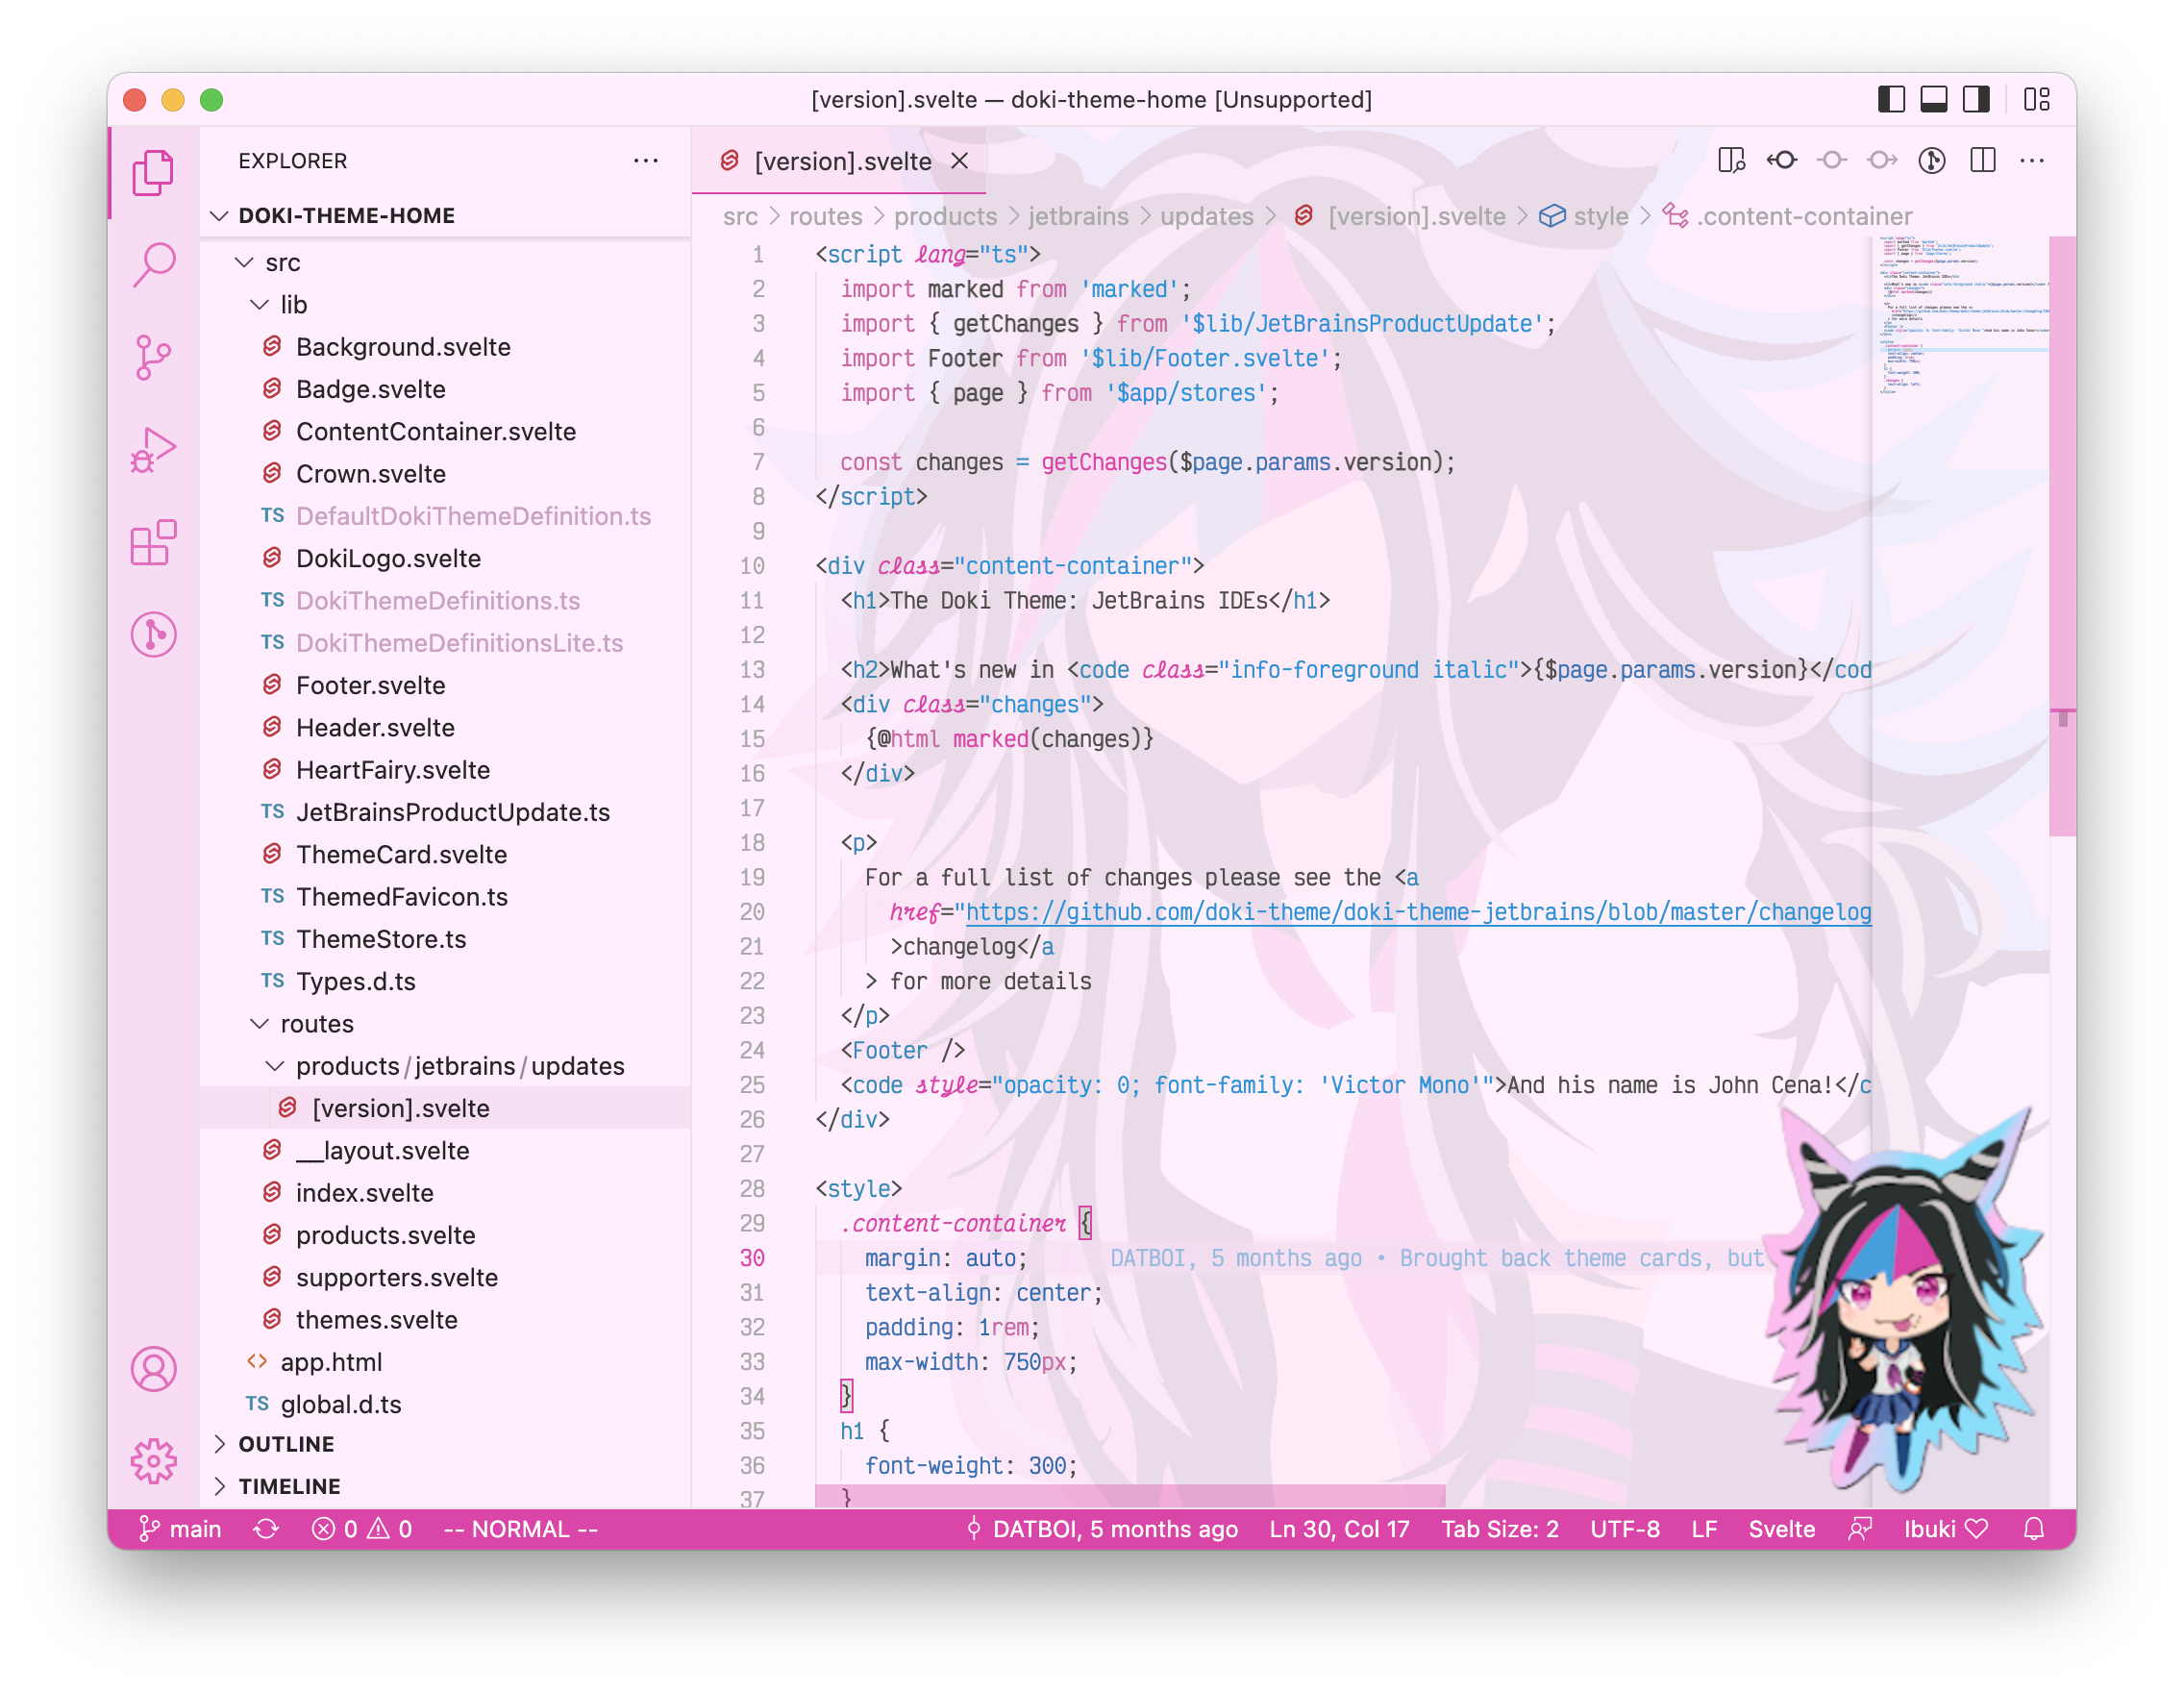 [version].svelte — doki-theme-home [Unsupported]
EXPLORER
DOKI-THEME-HOME
src
lib
Background.svelte
Badge.svelte
ContentContainer.svelte
Crown.svelte
TS DefaultDokiThemeDefinition.ts
DokiLogo.svelte
TS DokiThemeDefinitions.ts
TS DokiThemeDefinitionsLite.ts
Footer.svelte
Header.svelte
HeartFairy.svelte
TS JetBrainsProductUpdate.ts
ThemeCard.svelte
TS ThemedFavicon.ts
TS ThemeStore.ts
TS Types.d.ts
routes
products/jetbrains/updates
[version].svelte
__layout.svelte
index.svelte
products.svelte
supporters.svelte
themes.svelte
<> app.html
TS global.d.ts
OUTLINE
TIMELINE
[version].svelte
src > routes > products > jetbrains > updates > [version].svelte > style > .content-container
1 <script lang="ts">
2 import marked from 'marked';
3 import { getChanges } from '$lib/JetBrainsProductUpdate';
4 import Footer from '$lib/Footer.svelte';
5 import { page } from '$app/stores';
6
7 const changes = getChanges($page.params.version);
8 </script>
9
10 <div class="content-container">
11 <h1>The Doki Theme: JetBrains IDEs</h1>
12
13 <h2>What's new in <code class="info-foreground italic">{$page.params.version}</cod
14 <div class="changes">
15 {@html marked(changes)}
16 </div>
17
18 <p>
19 For a full list of changes please see the <a
20 href="https://github.com/doki-theme/doki-theme-jetbrains/blob/master/changelog
21 >changelog</a
22 > for more details
23 </p>
24 <Footer />
25 <code style="opacity: 0; font-family: 'Victor Mono'">And his name is John Cena!</c
26 </div>
27
28 <style>
29 .content-container {
30 margin: auto; DATBOI, 5 months ago • Brought back theme cards, but
31 text-align: center;
32 padding: 1rem;
33 max-width: 750px;
34 }
35 h1 {
36 font-weight: 300;
37 }
main 0 0 -- NORMAL -- DATBOI, 5 months ago Ln 30, Col 17 Tab Size: 2 UTF-8 LF Svelte Ibuki ♡